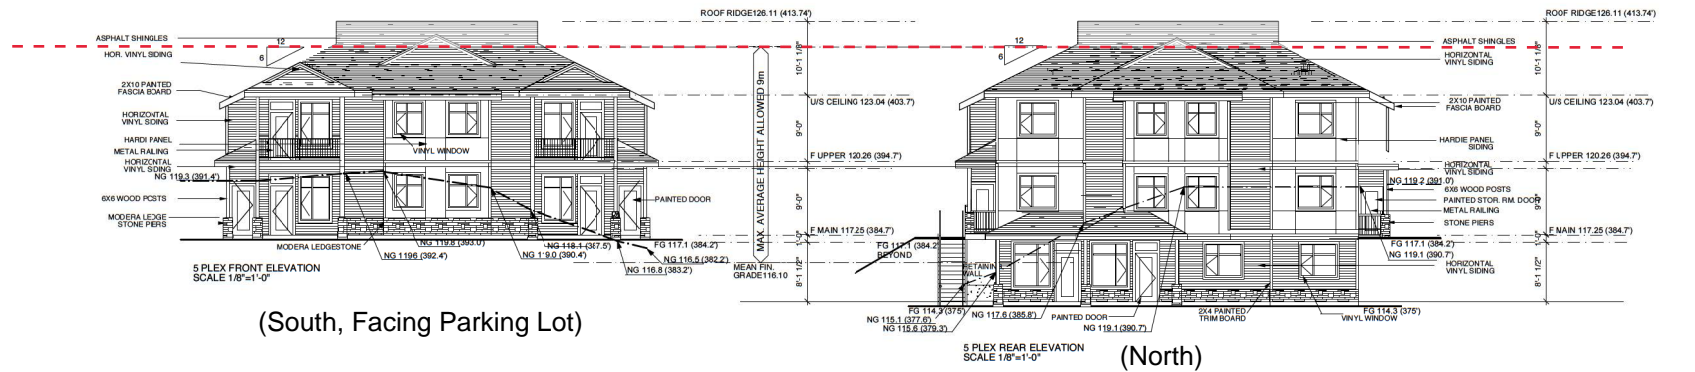 ROOF RIDGE126.11 (413.74')
ASPHALT SHINGLES
12
6
HOR. VINYL SIDING
2X10 PANTED
FASCIA BOARD
HORIZONTAL
VINYL SIDING
HARDI PANEL
METAL RAILING
HORIZONTAL
VINYL SIDING
NG 119.3 (391.4')
6X6 WOOD POSTS
MODERA LEDGE
STONE PIERS
VINYL WINDOW
PAINTED DOOR
MODERA LEDGESTONE
NG 119.8 (393.0')
NG 1196 (392.4')
NG 119.0 (390.4')
NG 118.1 (387.5')
FG 117.1 (384.2')
NG 116.5 (382.2')
NG 116.8 (383.2')
5 PLEX FRONT ELEVATION
SCALE 1/8"=1'-0"
(South, Facing Parking Lot)
MAX. AVERAGE HEIGHT ALLOWED 9m
MEAN FIN.
GRADE116.10
10'-1 1/8"
U/S CEILING 123.04 (403.7')
9'-0"
F UPPER 120.26 (394.7')
9'-0"
F MAIN 117.25 (384.7')
1'-0"
8'-1 1/2"
ROOF RIDGE126.11 (413.74')
12
6
ASPHALT SHINGLES
HORIZONTAL
VINYL SIDING
2X10 PAINTED
FASCIA BOARD
HARDIE PANEL
SIDING
HORIZONTAL
VINYL SIDING
NG 119.2 (391.0')
6X6 WOOD POSTS
PAINTED STOR. RM. DOOR
METAL RAILING
STONE PIERS
FG 117.1 (384.2')
NG 119.1 (390.7')
HORIZONTAL
VINYL SIDING
FG 117.1 (384.2'
BEYOND
RETAINING
WALL
FG 114.3 (375')
NG 115.1 (377.6')
NG 115.6 (379.3')
NG 117.6 (385.8')
PAINTED DOOR
NG 119.1 (390.7')
2X4 PAINTED
TRIM BOARD
FG 114.3 (375')
VINYL WINDOW
5 PLEX REAR ELEVATION
SCALE 1/8"=1'-0"
(North)
10'-1 1/8"
U/S CEILING 123.04 (403.7')
9'-0"
F UPPER 120.26 (394.7')
9'-0"
F MAIN 117.25 (384.7')
1'-0"
8'-1 1/2"